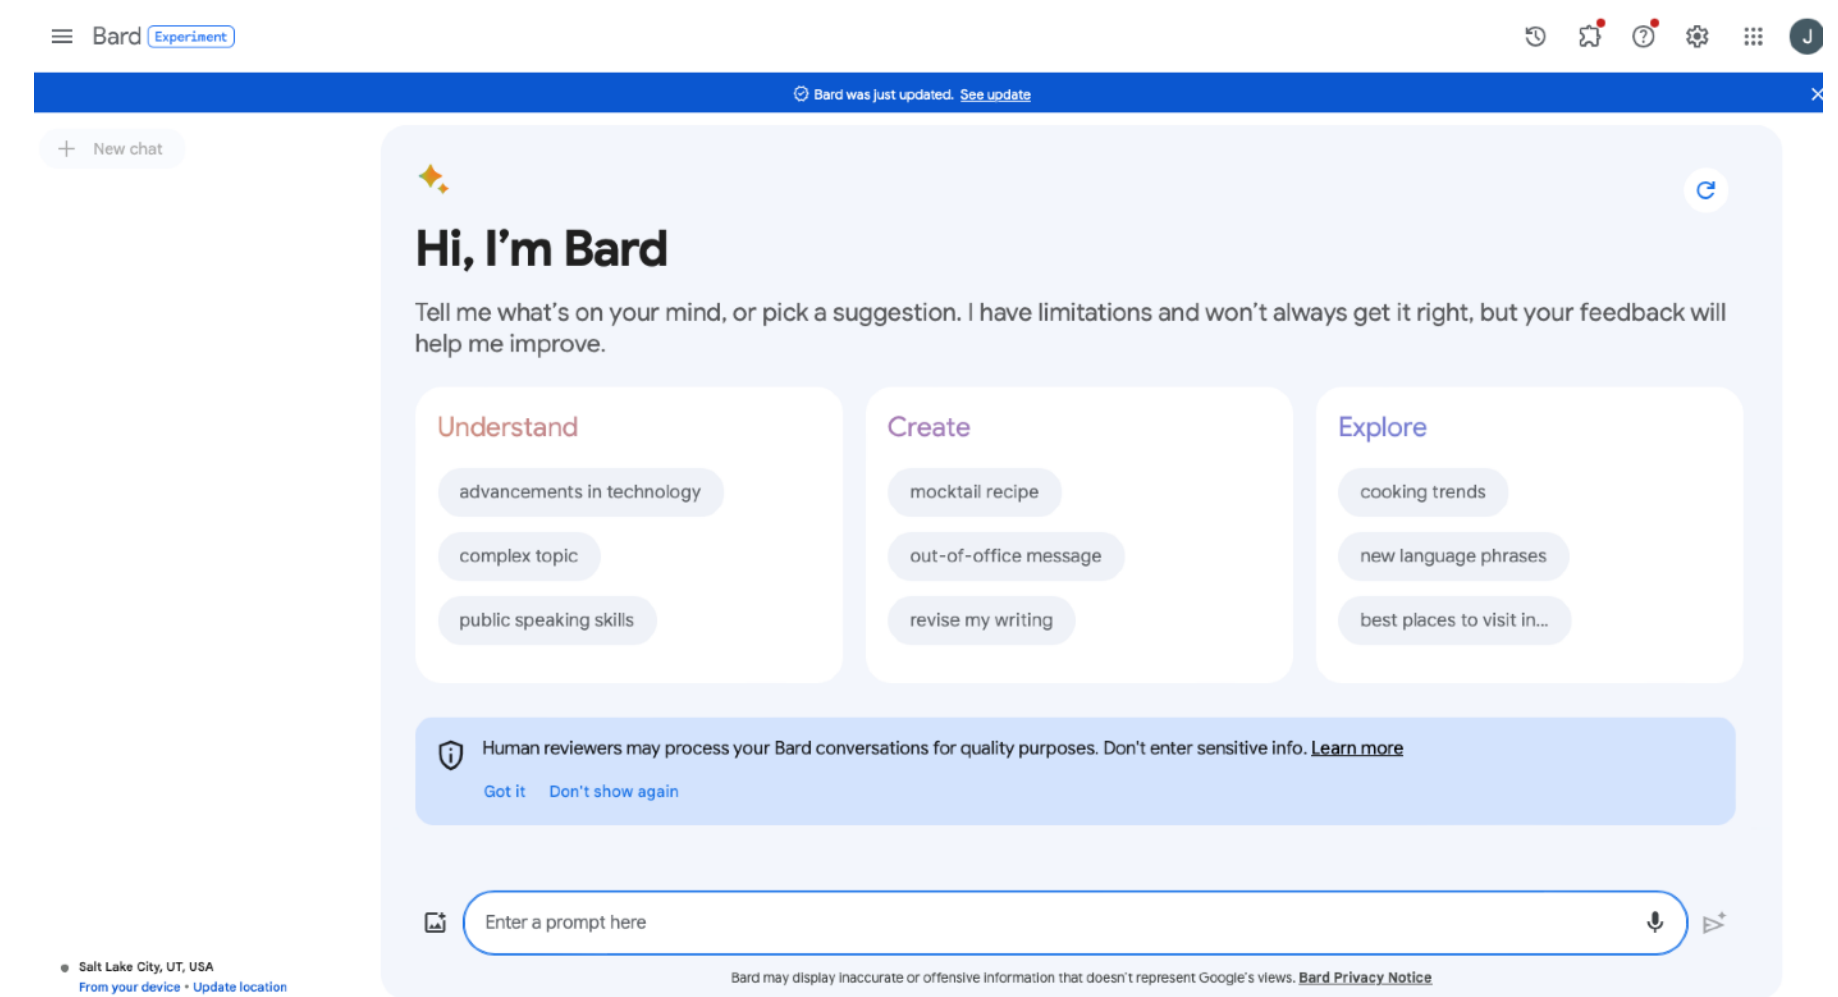 Bard Experiment
J
Bard was just updated. See update
New chat
Hi, I'm Bard
Tell me what's on your mind, or pick a suggestion. I have limitations and won't always get it right, but your feedback will
help me improve.
Understand
advancements in technology
complex topic
public speaking skills
Create
mocktail recipe
out-of-office message
revise my writing
Explore
cooking trends
new language phrases
best places to visit in...
Human reviewers may process your Bard conversations for quality purposes. Don't enter sensitive info. Learn more
Got it Don't show again
Enter a prompt here
Bard may display inaccurate or offensive information that doesn't represent Google's views. Bard Privacy Notice
Salt Lake City, UT, USA
From your device • Update location